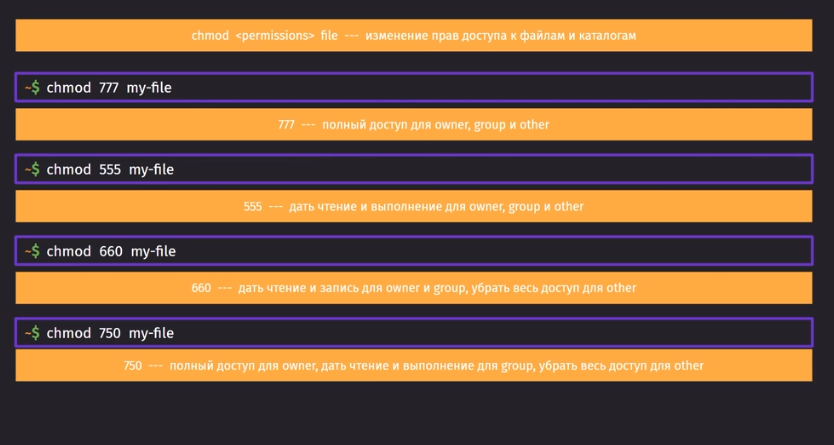 chmod <permissions> file --- изменение прав доступа к файлам и каталогам
~$ chmod 777 my-file
777 --- полный доступ для owner, group и other
~$ chmod 555 my-file
555 --- дать чтение и выполнение для owner, group и other
~$ chmod 660 my-file
660 --- дать чтение и запись для owner и group, убрать весь доступ для other
~$ chmod 750 my-file
750 --- полный доступ для owner, дать чтение и выполнение для group, убрать весь доступ для other